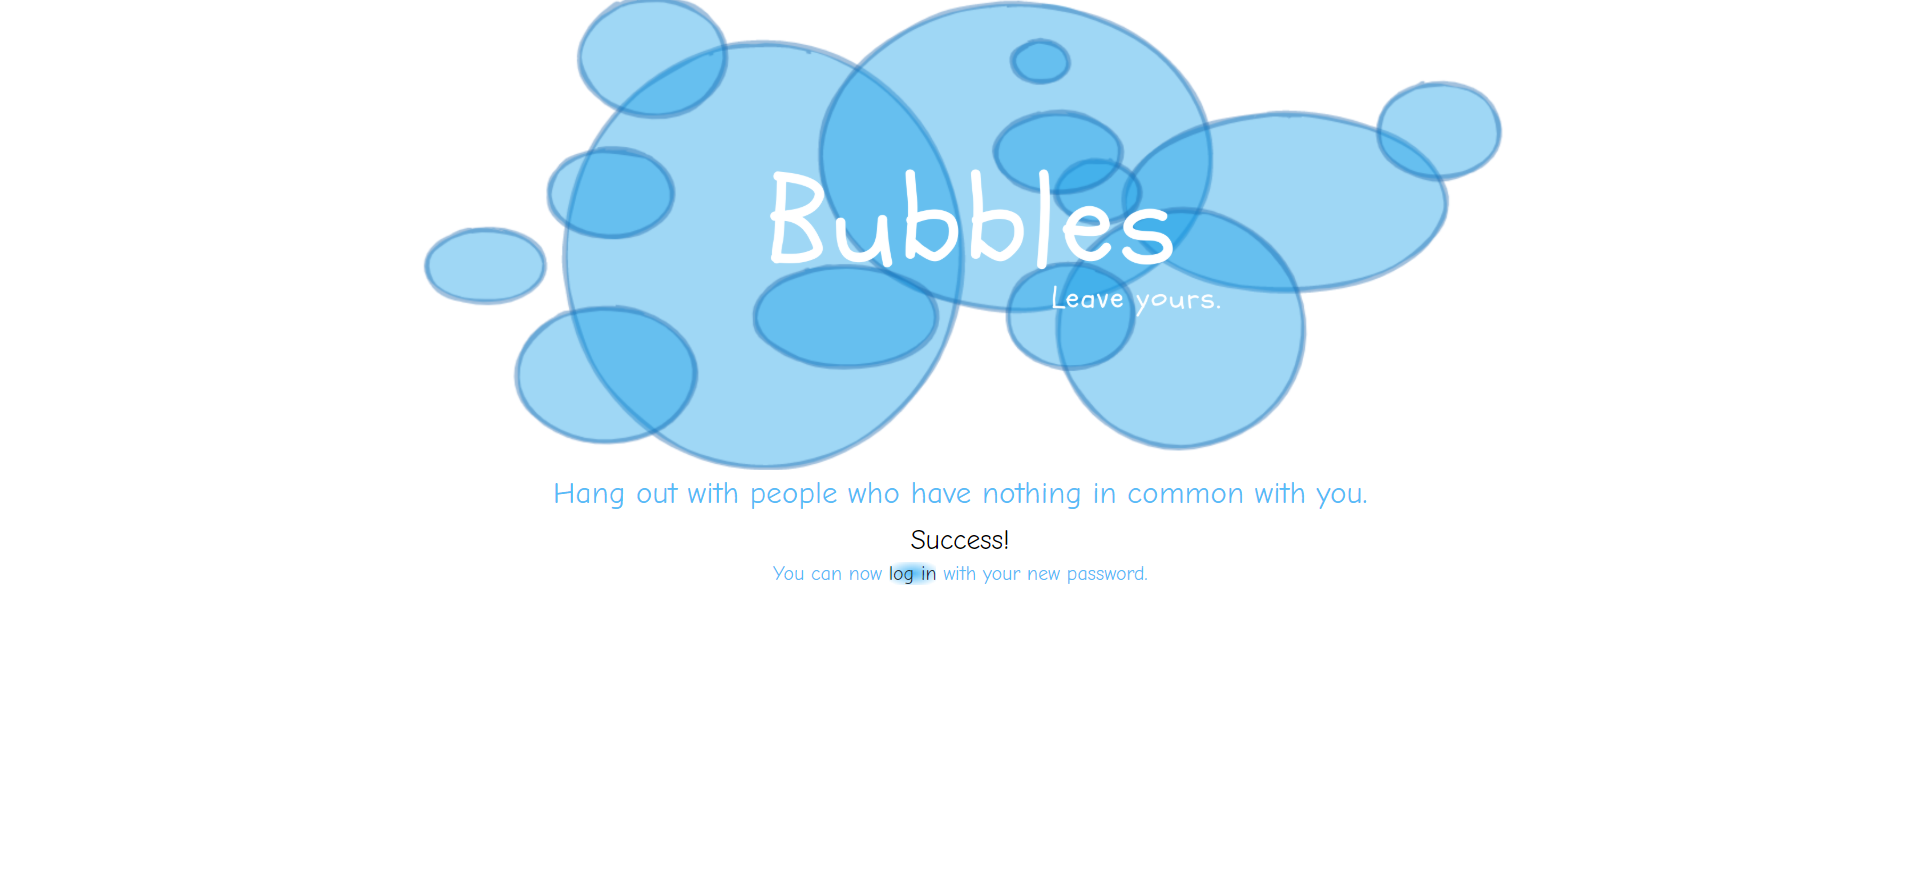 Bubbles
Leave yours.
Hang out with people who have nothing in common with you.
Success!
You can now log in with your new password.